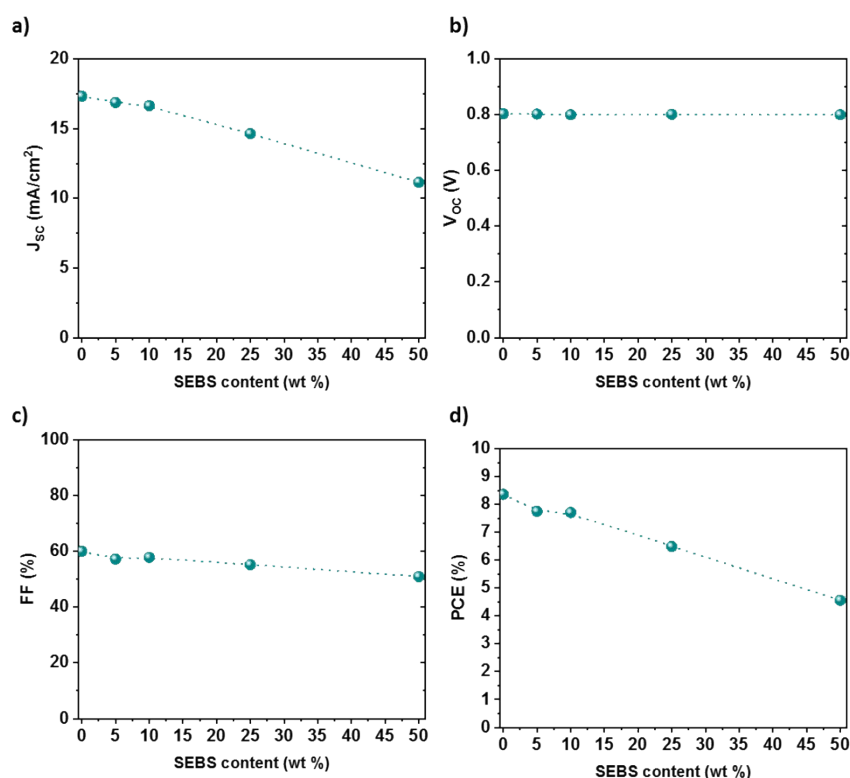 a)
20
15
10
5
0
J_SC (mA/cm²)
0 5 10 15 20 25 30 35 40 45 50
SEBS content (wt %)
b)
1.0
0.8
0.6
0.4
0.2
0.0
V_OC (V)
0 5 10 15 20 25 30 35 40 45 50
SEBS content (wt %)
c)
100
80
60
40
20
0
FF (%)
0 5 10 15 20 25 30 35 40 45 50
SEBS content (wt %)
d)
10
9
8
7
6
5
4
3
2
1
0
PCE (%)
0 5 10 15 20 25 30 35 40 45 50
SEBS content (wt %)